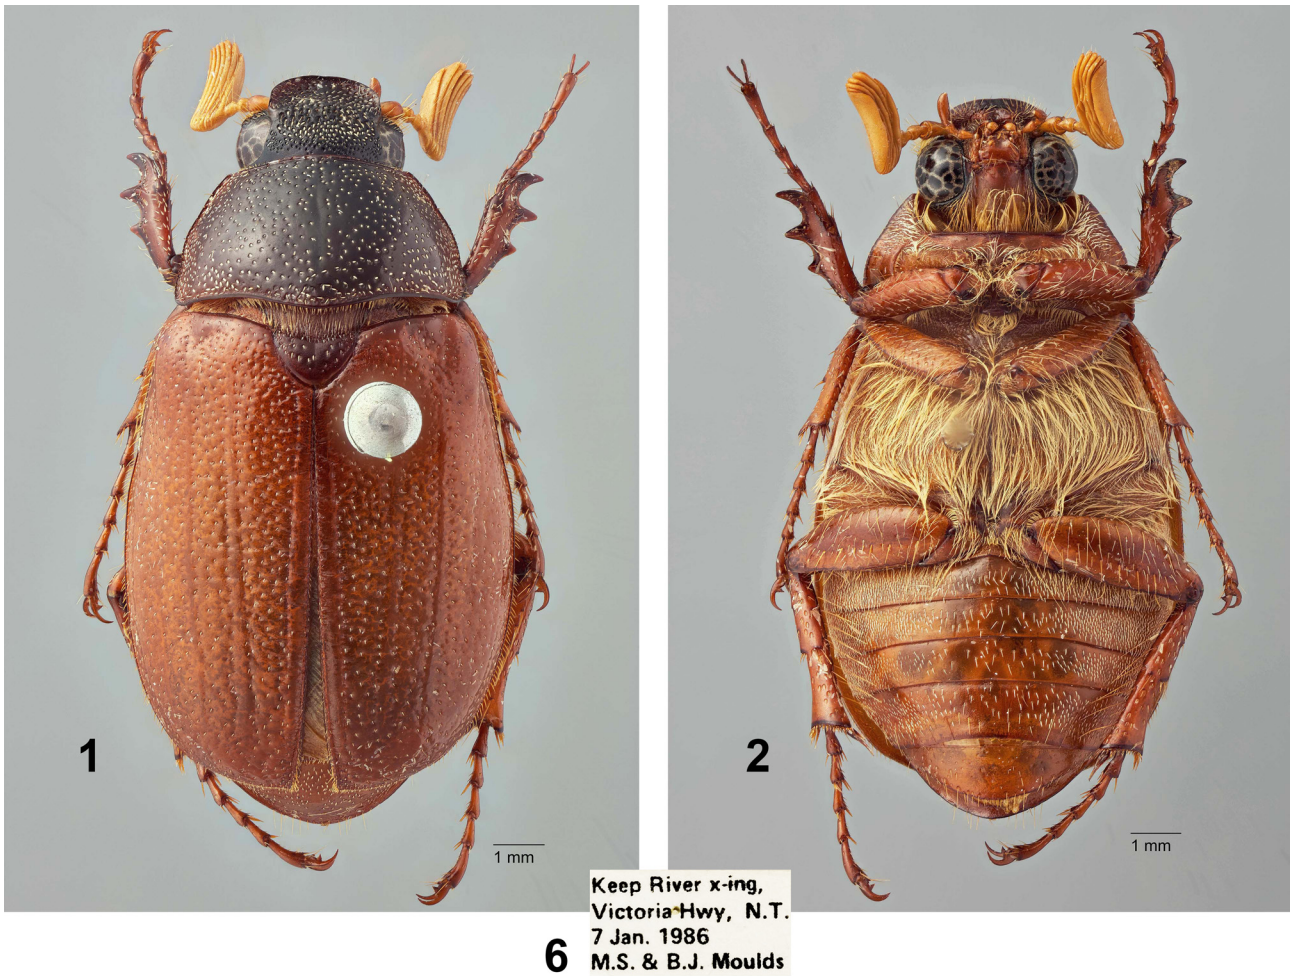 1
1 mm
2
1 mm
6
Keep River x-ing,
Victoria Hwy, N.T.
7 Jan. 1986
M.S. & B.J. Moulds